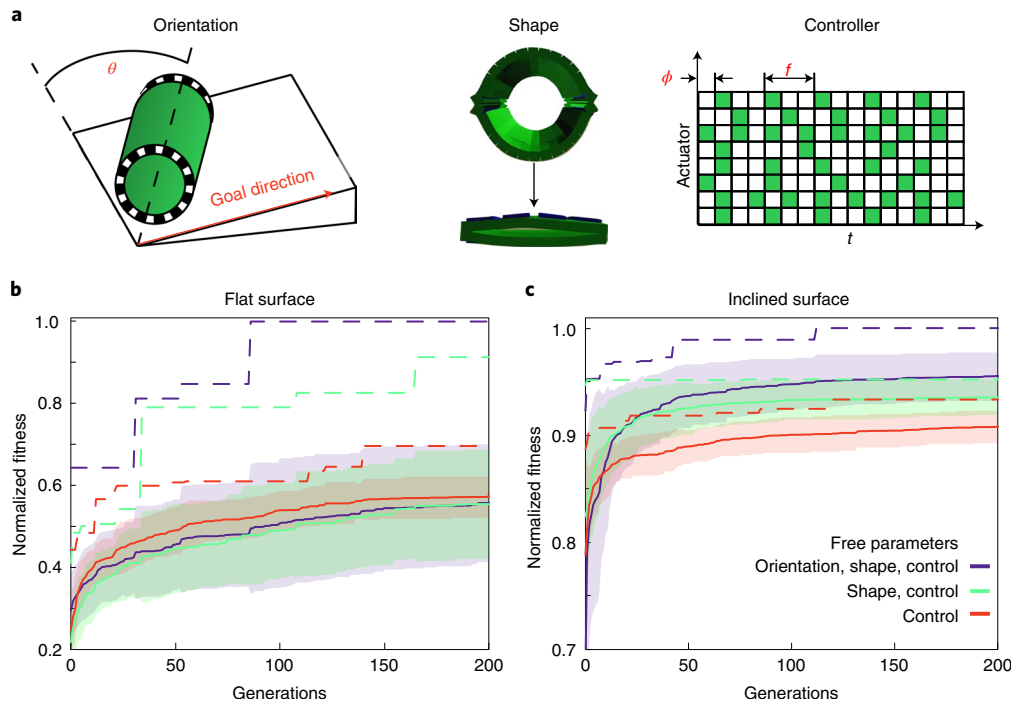 a
Orientation
Shape
Controller
θ
Goal direction
ϕ
f
Actuator
t
b
Flat surface
1.0
0.8
0.6
0.4
0.2
Normalized fitness
0
50
100
150
200
Generations
c
Inclined surface
1.0
0.9
0.8
0.7
Normalized fitness
Free parameters
Orientation, shape, control
Shape, control
Control
0
50
100
150
200
Generations